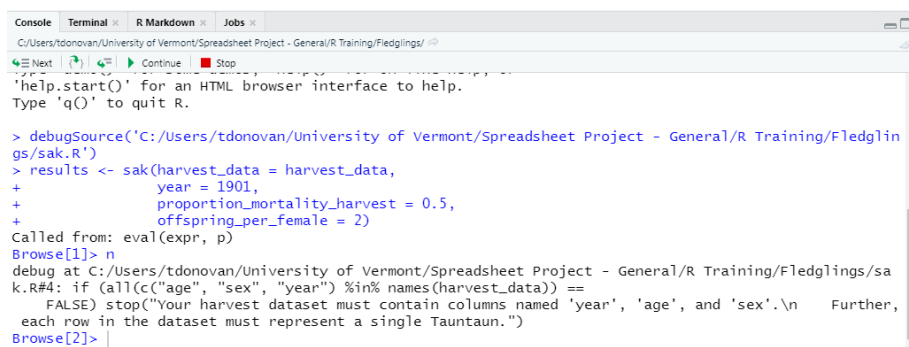 Console Terminal × R Markdown × Jobs ×
C:/Users/tdonovan/University of Vermont/Spreadsheet Project - General/R Training/Fledglings/
Next Continue Stop
'help.start()' for an HTML browser interface to help.
Type 'q()' to quit R.
> debugSource('C:/Users/tdonovan/University of Vermont/Spreadsheet Project - General/R Training/Fledglin
gs/sak.R')
> results <- sak(harvest_data = harvest_data,
+ year = 1901,
+ proportion_mortality_harvest = 0.5,
+ offspring_per_female = 2)
Called from: eval(expr, p)
Browse[1]> n
debug at C:/Users/tdonovan/University of Vermont/Spreadsheet Project - General/R Training/Fledglings/sa
k.R#4: if (all(c("age", "sex", "year") %in% names(harvest_data)) ==
FALSE) stop("Your harvest dataset must contain columns named 'year', 'age', and 'sex'.\n Further,
each row in the dataset must represent a single Tauntaun.")
Browse[2]>